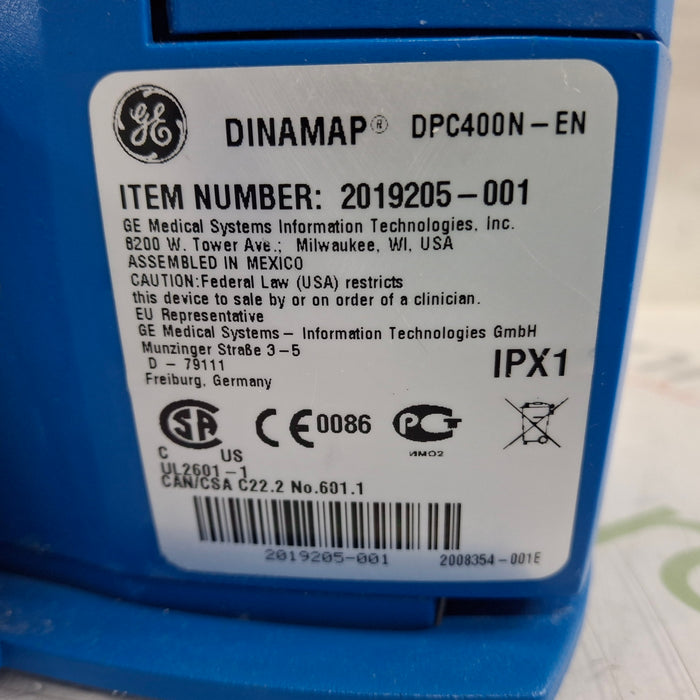 GE
DINAMAP® DPC400N-EN
ITEM NUMBER: 2019205-001
GE Medical Systems Information Technologies, Inc.
8200 W. Tower Ave.; Milwaukee, WI, USA
ASSEMBLED IN MEXICO
CAUTION:Federal Law (USA) restricts
this device to sale by or on order of a clinician.
EU Representative
GE Medical Systems- Information Technologies GmbH
Munzinger Straße 3-5
D - 79111
Freiburg, Germany
IPX1
CSA
C US
CE0086
PCT
ИМО2
UL2601-1
CAN/CSA C22.2 No.601.1
2019205-001
2008354-001E